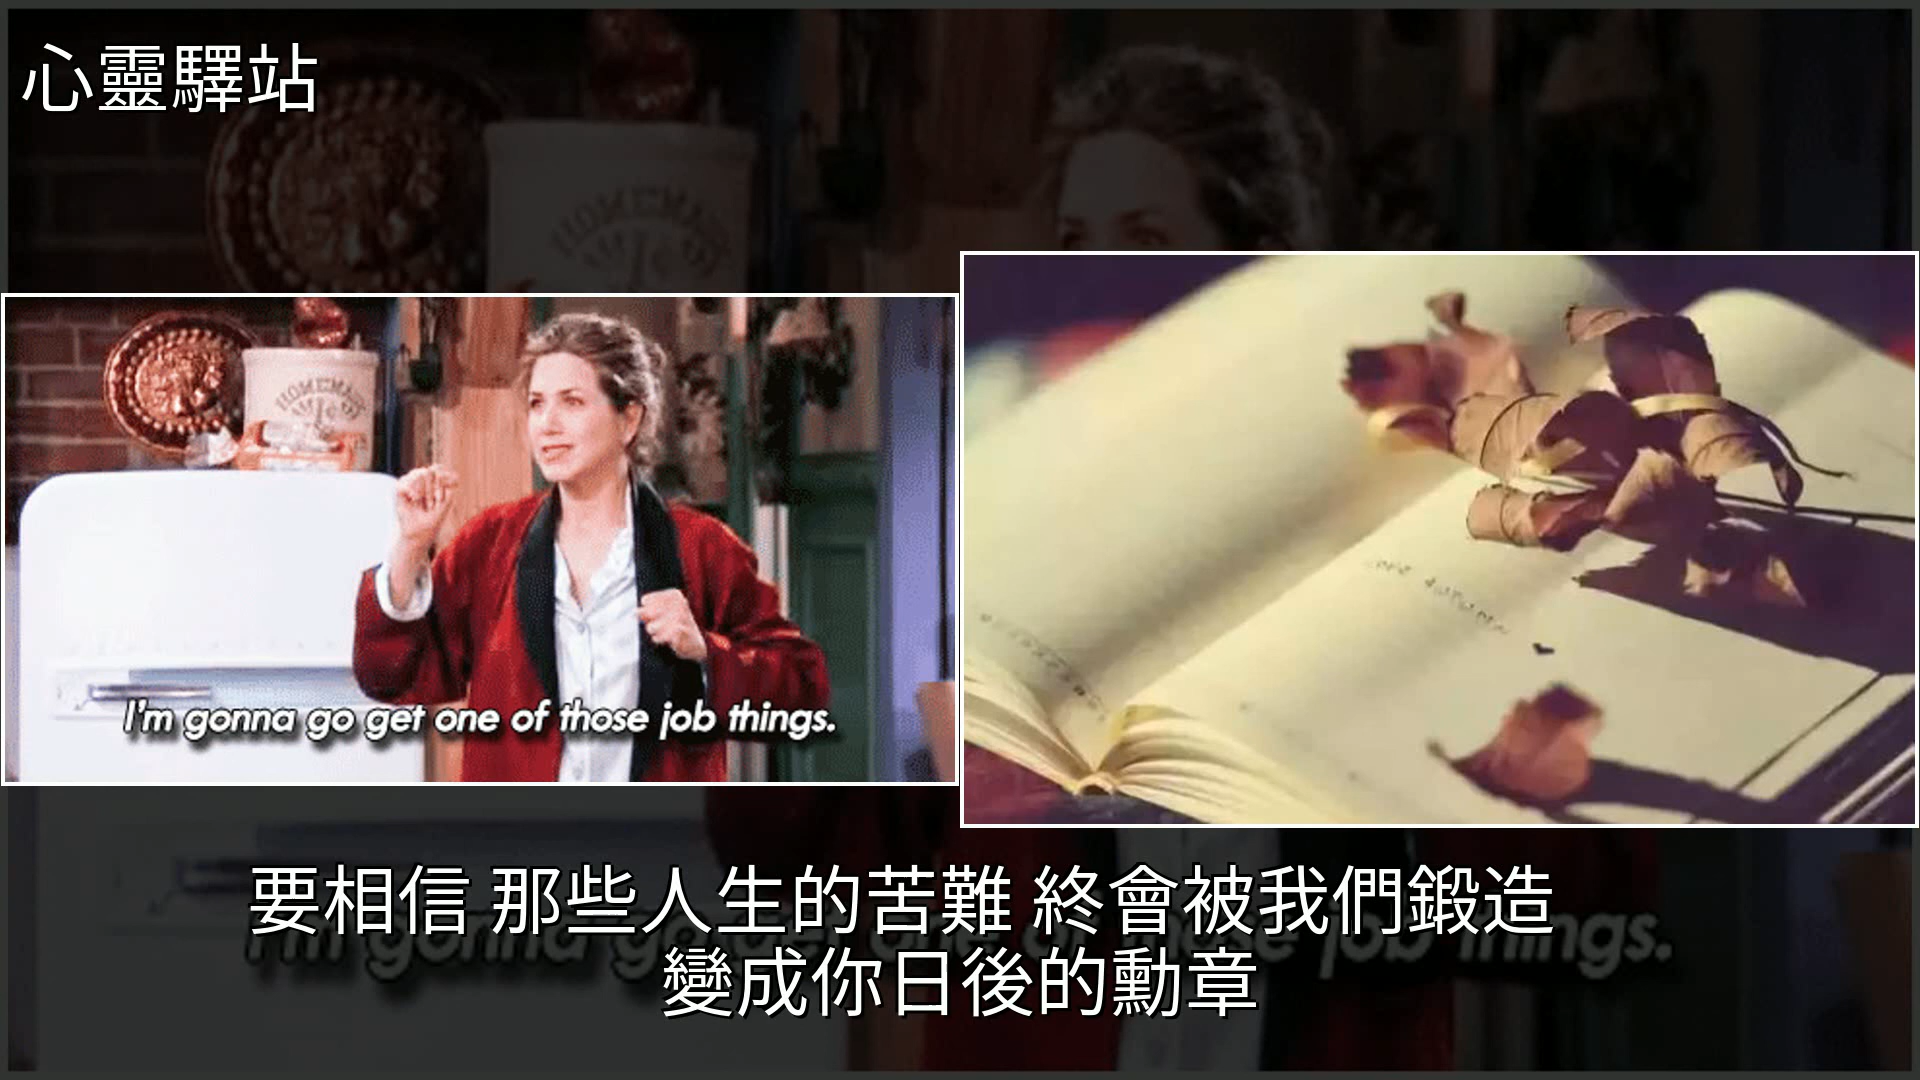 心靈驛站
HOMEMADE
I'm gonna go get one of those job things.
要相信 那些人生的苦難 終會被我們鍛造
變成你日後的勳章